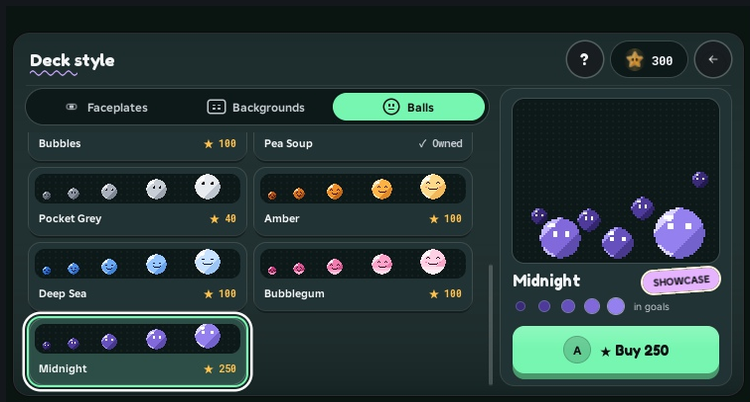 Deck style
?
300
←
Faceplates
Backgrounds
Balls
Bubbles ★ 100
Pea Soup ✓ Owned
Pocket Grey ★ 40
Amber ★ 100
Deep Sea ★ 100
Bubblegum ★ 100
Midnight ★ 250
Midnight
SHOWCASE
in goals
A ★ Buy 250